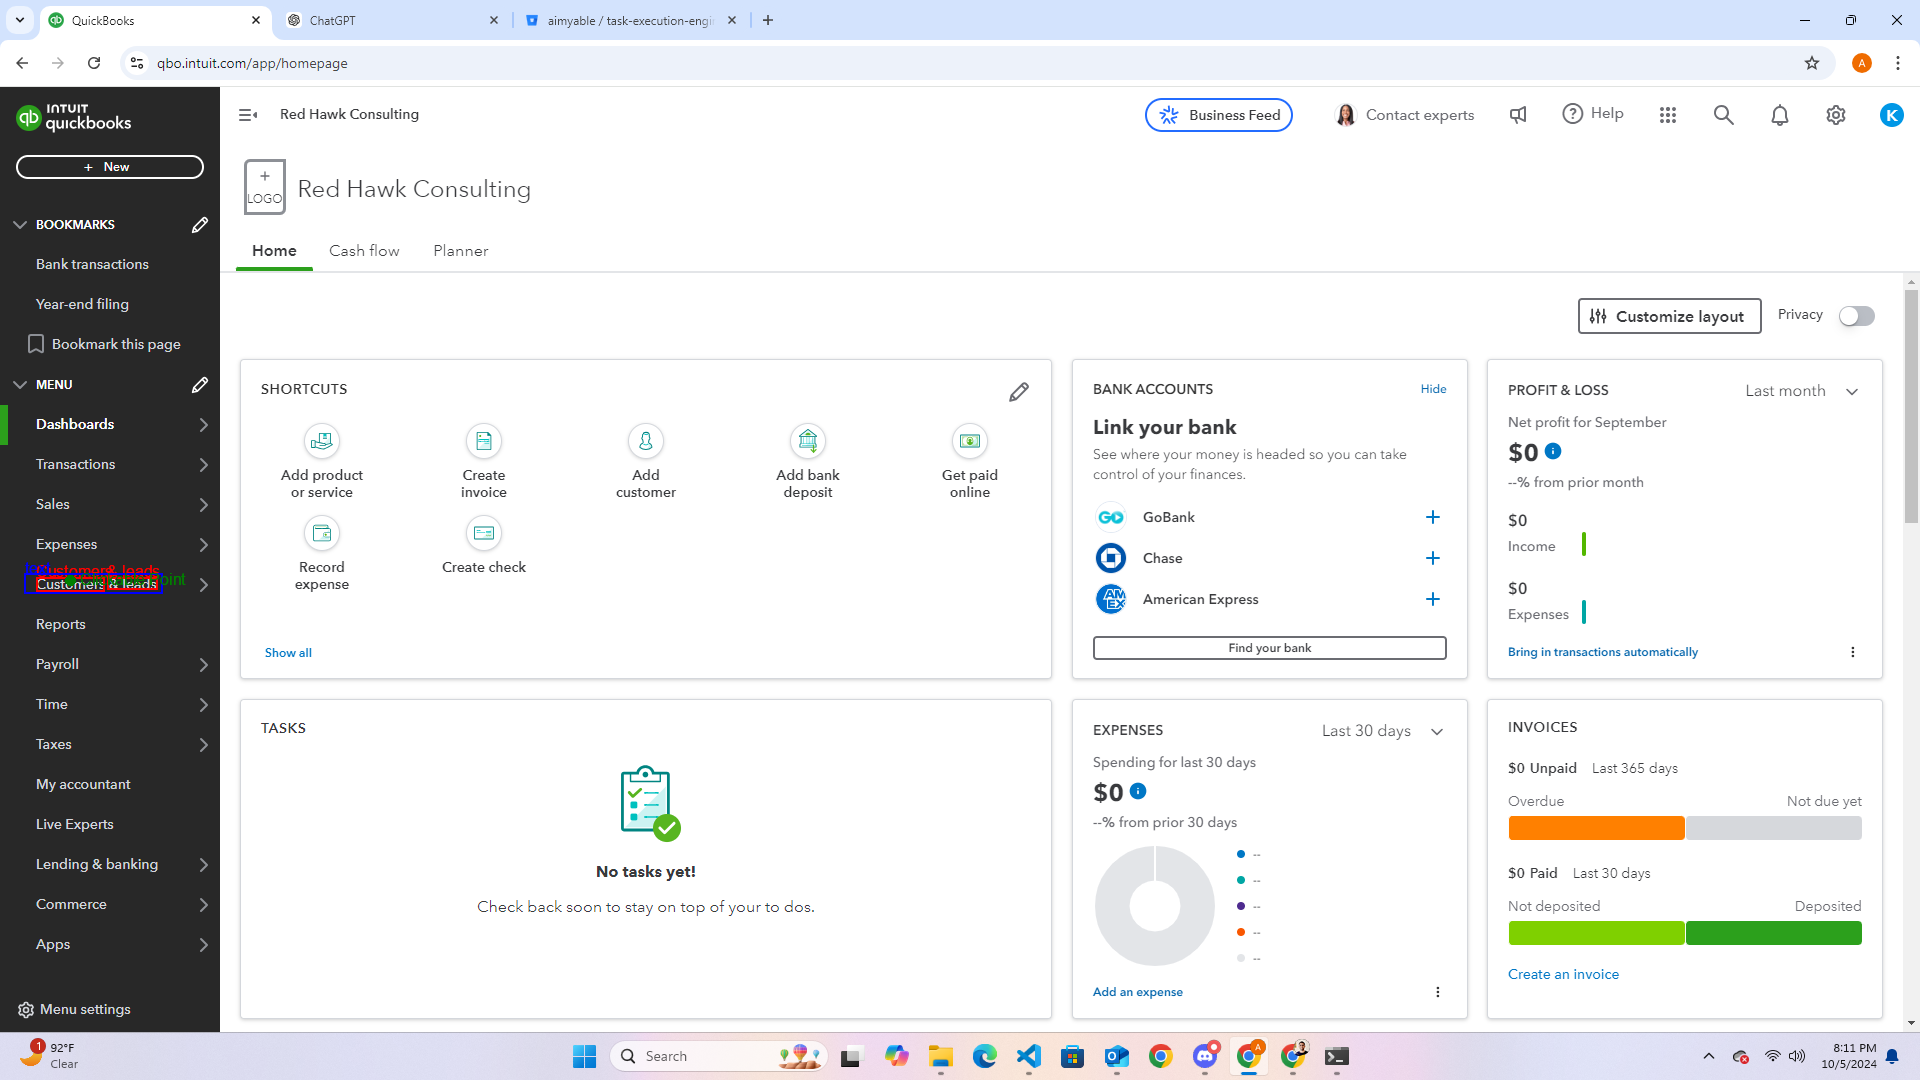 QuickBooks
ChatGPT
aimyable / task-execution-engi
qbo.intuit.com/app/homepage
A
INTUIT
quickbooks
Red Hawk Consulting
Business Feed
Contact experts
Help
K
+ New
+
LOGO
Red Hawk Consulting
BOOKMARKS
Home
Cash flow
Planner
Bank transactions
Year-end filing
Bookmark this page
Customize layout
Privacy
MENU
Dashboards
Transactions
Sales
Expenses
Customers & leads
Customers & leads
Reports
Payroll
Time
Taxes
My accountant
Live Experts
Lending & banking
Commerce
Apps
Menu settings
SHORTCUTS
Add product
or service
Create
invoice
Add
customer
Add bank
deposit
Get paid
online
Record
expense
Create check
Show all
BANK ACCOUNTS
Hide
Link your bank
See where your money is headed so you can take
control of your finances.
GoBank
Chase
American Express
Find your bank
PROFIT & LOSS
Last month
Net profit for September
$0
--% from prior month
$0
Income
$0
Expenses
Bring in transactions automatically
TASKS
No tasks yet!
Check back soon to stay on top of your to dos.
EXPENSES
Last 30 days
Spending for last 30 days
$0
--% from prior 30 days
--
--
--
--
--
Add an expense
INVOICES
$0 Unpaid Last 365 days
Overdue
Not due yet
$0 Paid Last 30 days
Not deposited
Deposited
Create an invoice
1
92°F
Clear
Search
A
8:11 PM
10/5/2024